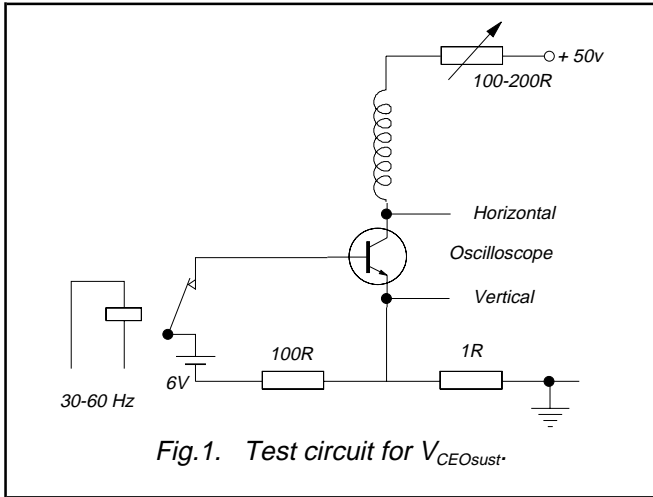 + 50v
100-200R
Horizontal
Oscilloscope
Vertical
100R
1R
6V
30-60 Hz
Fig.1. Test circuit for VCEOsust.